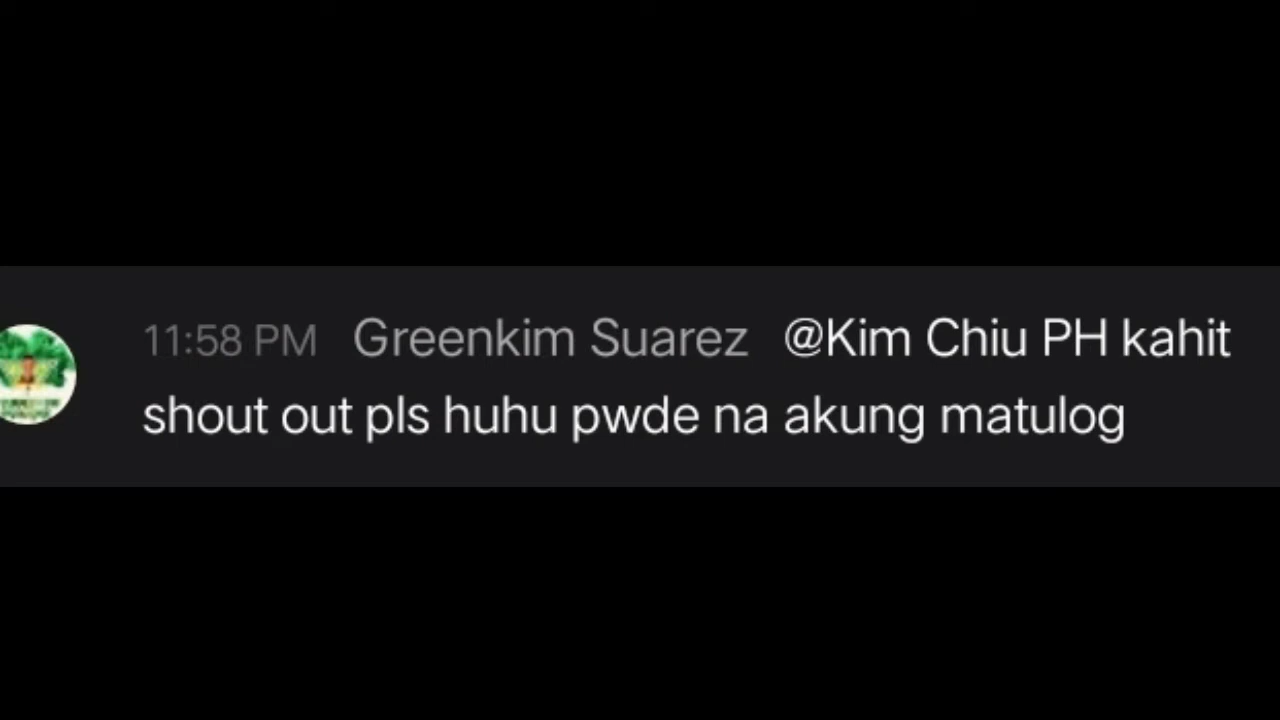 11:58 PM Greenkim Suarez @Kim Chiu PH kahit
shout out pls huhu pwde na akung matulog